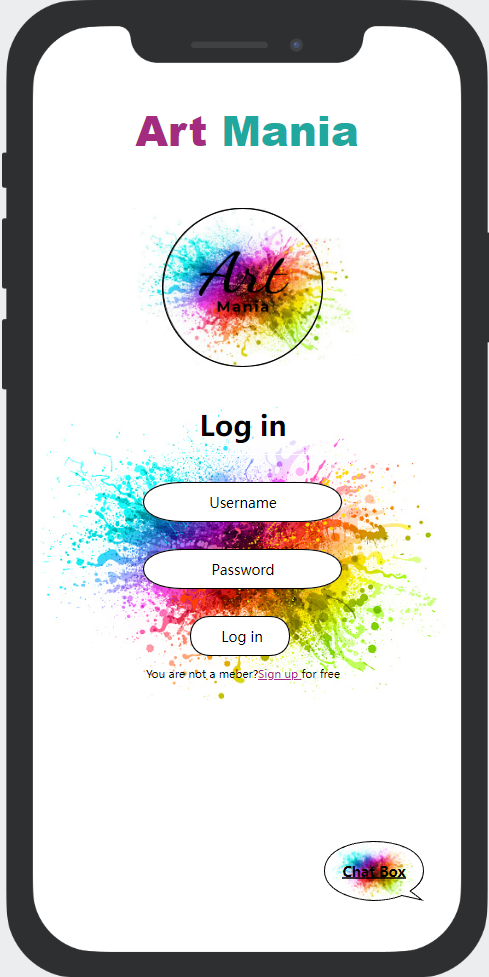 Art Mania
Art
Mania
Log in
Username
Password
Log in
You are not a meber?Sign up for free
Chat Box